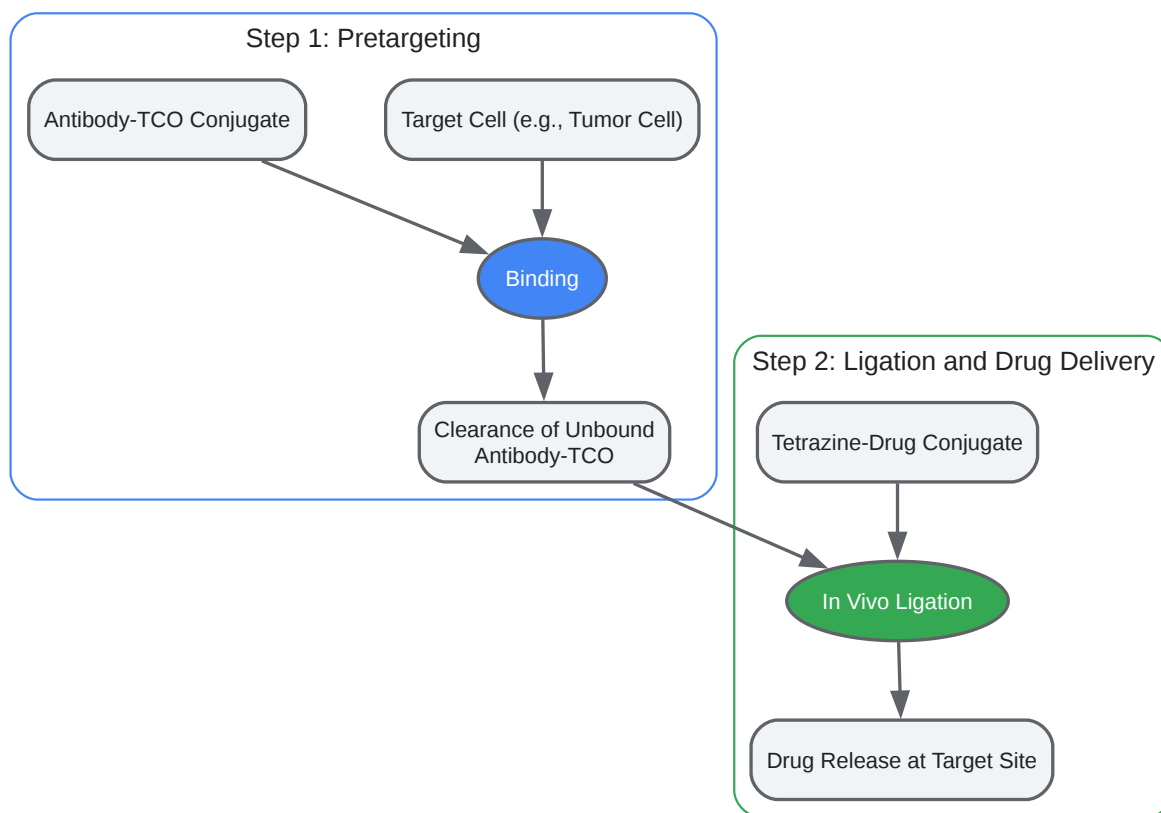 Step 1: Pretargeting
Antibody-TCO Conjugate
Target Cell (e.g., Tumor Cell)
Binding
Clearance of Unbound
Antibody-TCO
Step 2: Ligation and Drug Delivery
Tetrazine-Drug Conjugate
In Vivo Ligation
Drug Release at Target Site